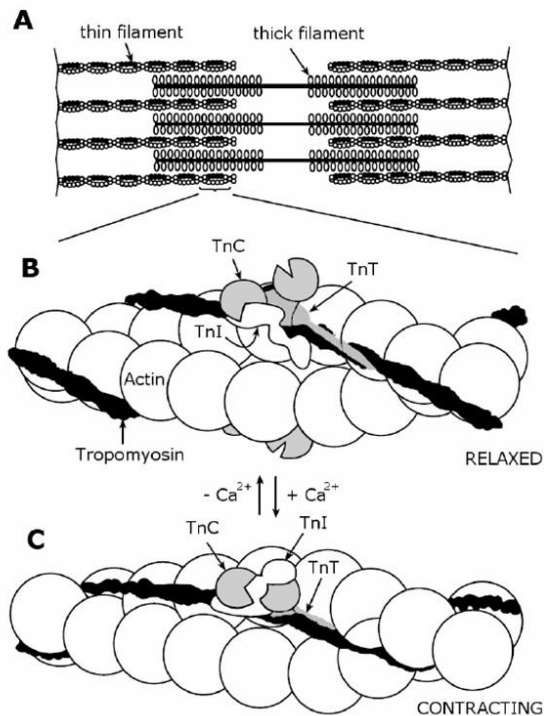 A
thin filament
thick filament
B
TnC
TnT
TnI
Actin
Tropomyosin
RELAXED
- Ca²⁺
+ Ca²⁺
C
TnI
TnC
TnT
CONTRACTING